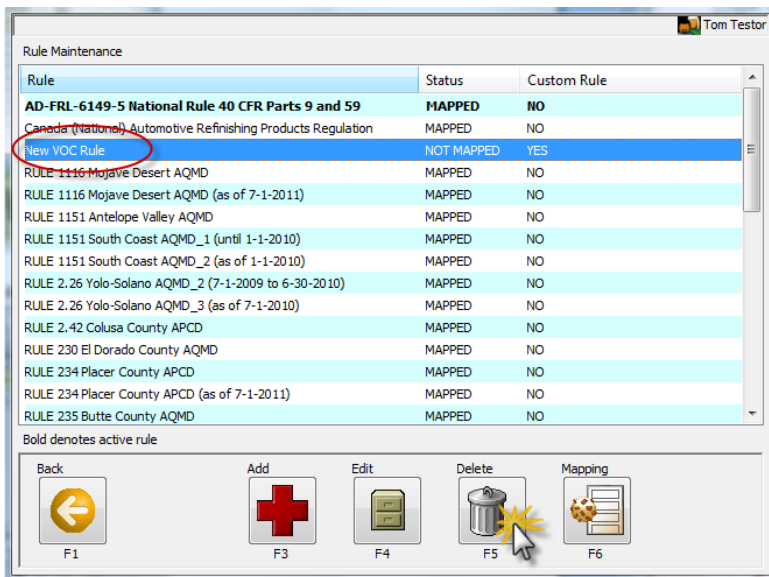 Tom Testor
Rule Maintenance
Rule Status Custom Rule
AD-FRL-6149-5 National Rule 40 CFR Parts 9 and 59 MAPPED NO
Canada (National) Automotive Refinishing Products Regulation MAPPED NO
New VOC Rule NOT MAPPED YES
RULE 1116 Mojave Desert AQMD MAPPED NO
RULE 1116 Mojave Desert AQMD (as of 7-1-2011) MAPPED NO
RULE 1151 Antelope Valley AQMD MAPPED NO
RULE 1151 South Coast AQMD_1 (until 1-1-2010) MAPPED NO
RULE 1151 South Coast AQMD_2 (as of 1-1-2010) MAPPED NO
RULE 2.26 Yolo-Solano AQMD_2 (7-1-2009 to 6-30-2010) MAPPED NO
RULE 2.26 Yolo-Solano AQMD_3 (as of 7-1-2010) MAPPED NO
RULE 2.42 Colusa County APCD MAPPED NO
RULE 230 El Dorado County AQMD MAPPED NO
RULE 234 Placer County APCD MAPPED NO
RULE 234 Placer County APCD (as of 7-1-2011) MAPPED NO
RULE 235 Butte County AQMD MAPPED NO
Bold denotes active rule
Back Add Edit Delete Mapping
F1 F3 F4 F5 F6